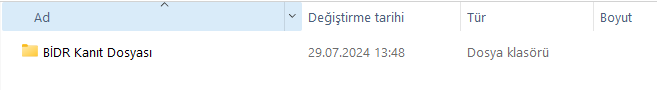 Ad Değiştirme tarihi Tür Boyut
BİDR Kanıt Dosyası 29.07.2024 13:48 Dosya klasörü